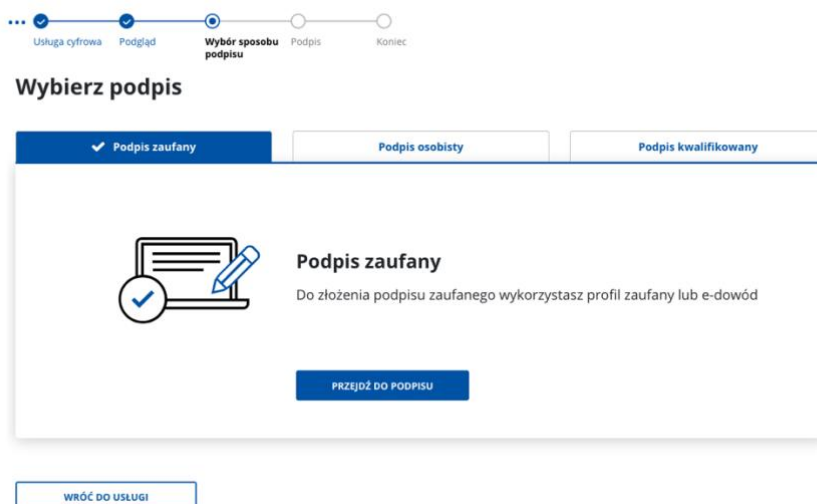 Usługa cyfrowa
Podgląd
Wybór sposobu
podpisu
Podpis
Koniec
Wybierz podpis
Podpis zaufany
Podpis osobisty
Podpis kwalifikowany
Podpis zaufany
Do złożenia podpisu zaufanego wykorzystasz profil zaufany lub e-dowód
PRZEJDŹ DO PODPISU
WRÓĆ DO USŁUGI